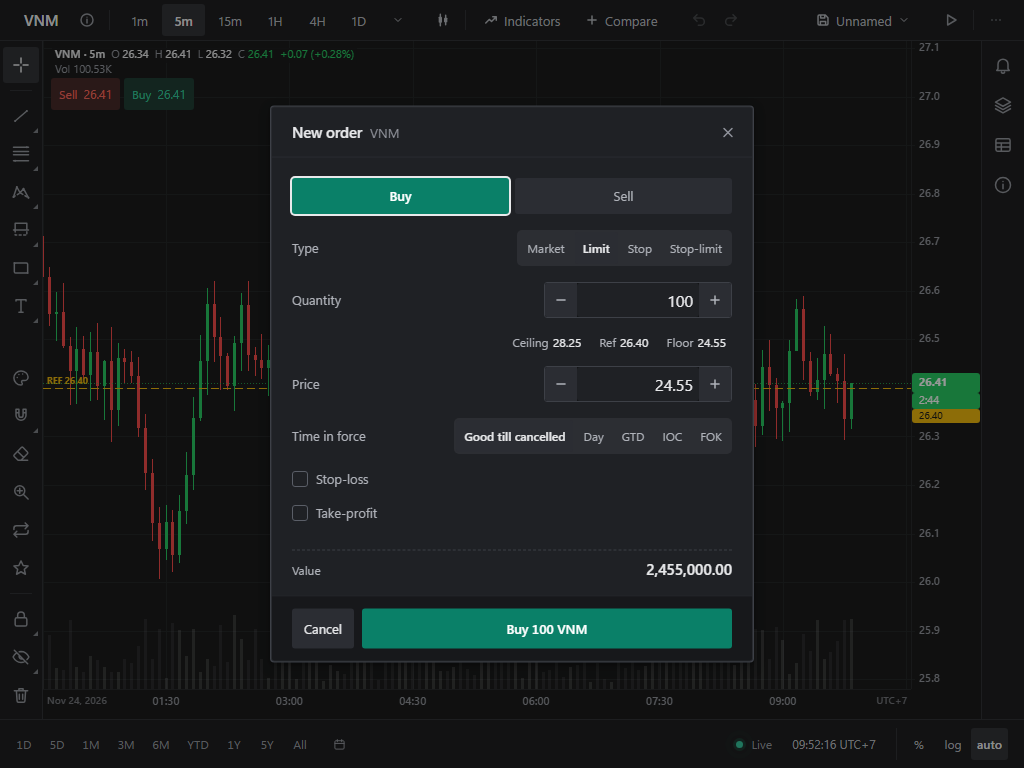 VNM 1m 5m 15m 1H 4H 1D Indicators Compare Unnamed
VNM · 5m O 26.34 H 26.41 L 26.32 C 26.41 +0.07 (+0.28%)
Vol 100.53K
Sell 26.41 Buy 26.41
New order VNM
Buy Sell
Type Market Limit Stop Stop-limit
Quantity − 100 +
Ceiling 28.25 Ref 26.40 Floor 24.55
Price − 24.55 +
Time in force Good till cancelled Day GTD IOC FOK
Stop-loss
Take-profit
Value 2,455,000.00
Cancel Buy 100 VNM
REF 26.40
27.1
27.0
26.9
26.8
26.7
26.6
26.5
26.41
2:44
26.40
26.3
26.2
26.1
26.0
25.9
25.8
Nov 24, 2026 01:30 03:00 04:30 06:00 07:30 09:00 UTC+7
1D 5D 1M 3M 6M YTD 1Y 5Y All Live 09:52:16 UTC+7 % log auto